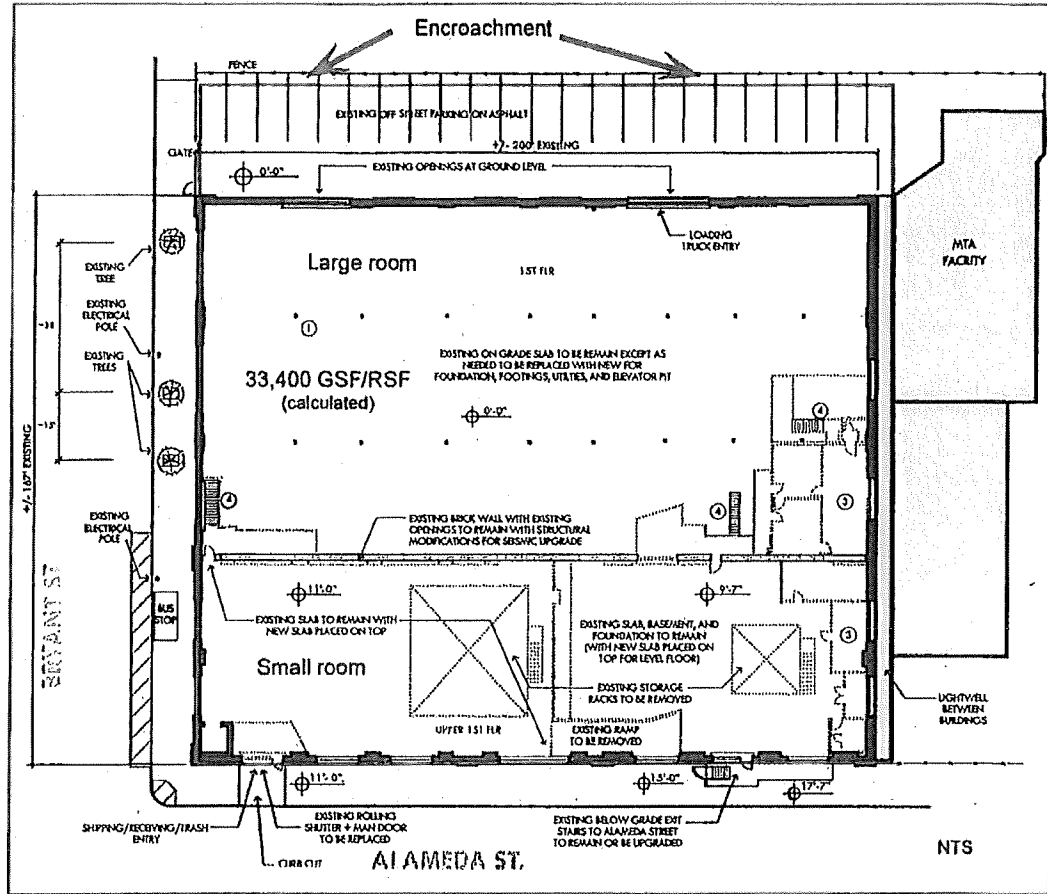 Encroachment
FENCE
EXISTING OFF STREET PARKING ON ASPHALT
+/- 200' EXISTING
GATE
0'-0"
EXISTING OPENINGS AT GROUND LEVEL
LOADING
TRUCK ENTRY
MTA
FACILITY
Large room
1ST FLR
EXISTING
TREE
EXISTING
ELECTRICAL
POLE
EXISTING
TREES
1
33,400 GSF/RSF
(calculated)
EXISTING ON GRADE SLAB TO BE REMAIN EXCEPT AS
NEEDED TO BE REPLACED WITH NEW FOR
FOUNDATION, FOOTINGS, UTILITIES, AND ELEVATOR PIT
0'-0"
4
3
4
4
+/- 167' EXISTING
EXISTING
ELECTRICAL
POLE
EXISTING BRICK WALL WITH EXISTING
OPENINGS TO REMAIN WITH STRUCTURAL
MODIFICATIONS FOR SEISMIC UPGRADE
BRYANT ST
BUS
STOP
11'-0"
9'-7"
EXISTING SLAB TO REMAIN WITH
NEW SLAB PLACED ON TOP
EXISTING SLAB, BASEMENT, AND
FOUNDATION TO REMAIN
(WITH NEW SLAB PLACED ON
TOP FOR LEVEL FLOOR)
3
Small room
EXISTING STORAGE
RACKS TO BE REMOVED
UPPER 1ST FLR
EXISTING RAMP
TO BE REMOVED
LIGHTWELL
BETWEEN
BUILDINGS
11'-0"
13'-0"
17'-7"
SHIPPING/RECEIVING/TRASH
ENTRY
EXISTING ROLLING
SHUTTER + MAN DOOR
TO BE REPLACED
EXISTING BELOW GRADE EXIT
STAIRS TO ALAMEDA STREET
TO REMAIN OR BE UPGRADED
CURB CUT
ALAMEDA ST.
NTS